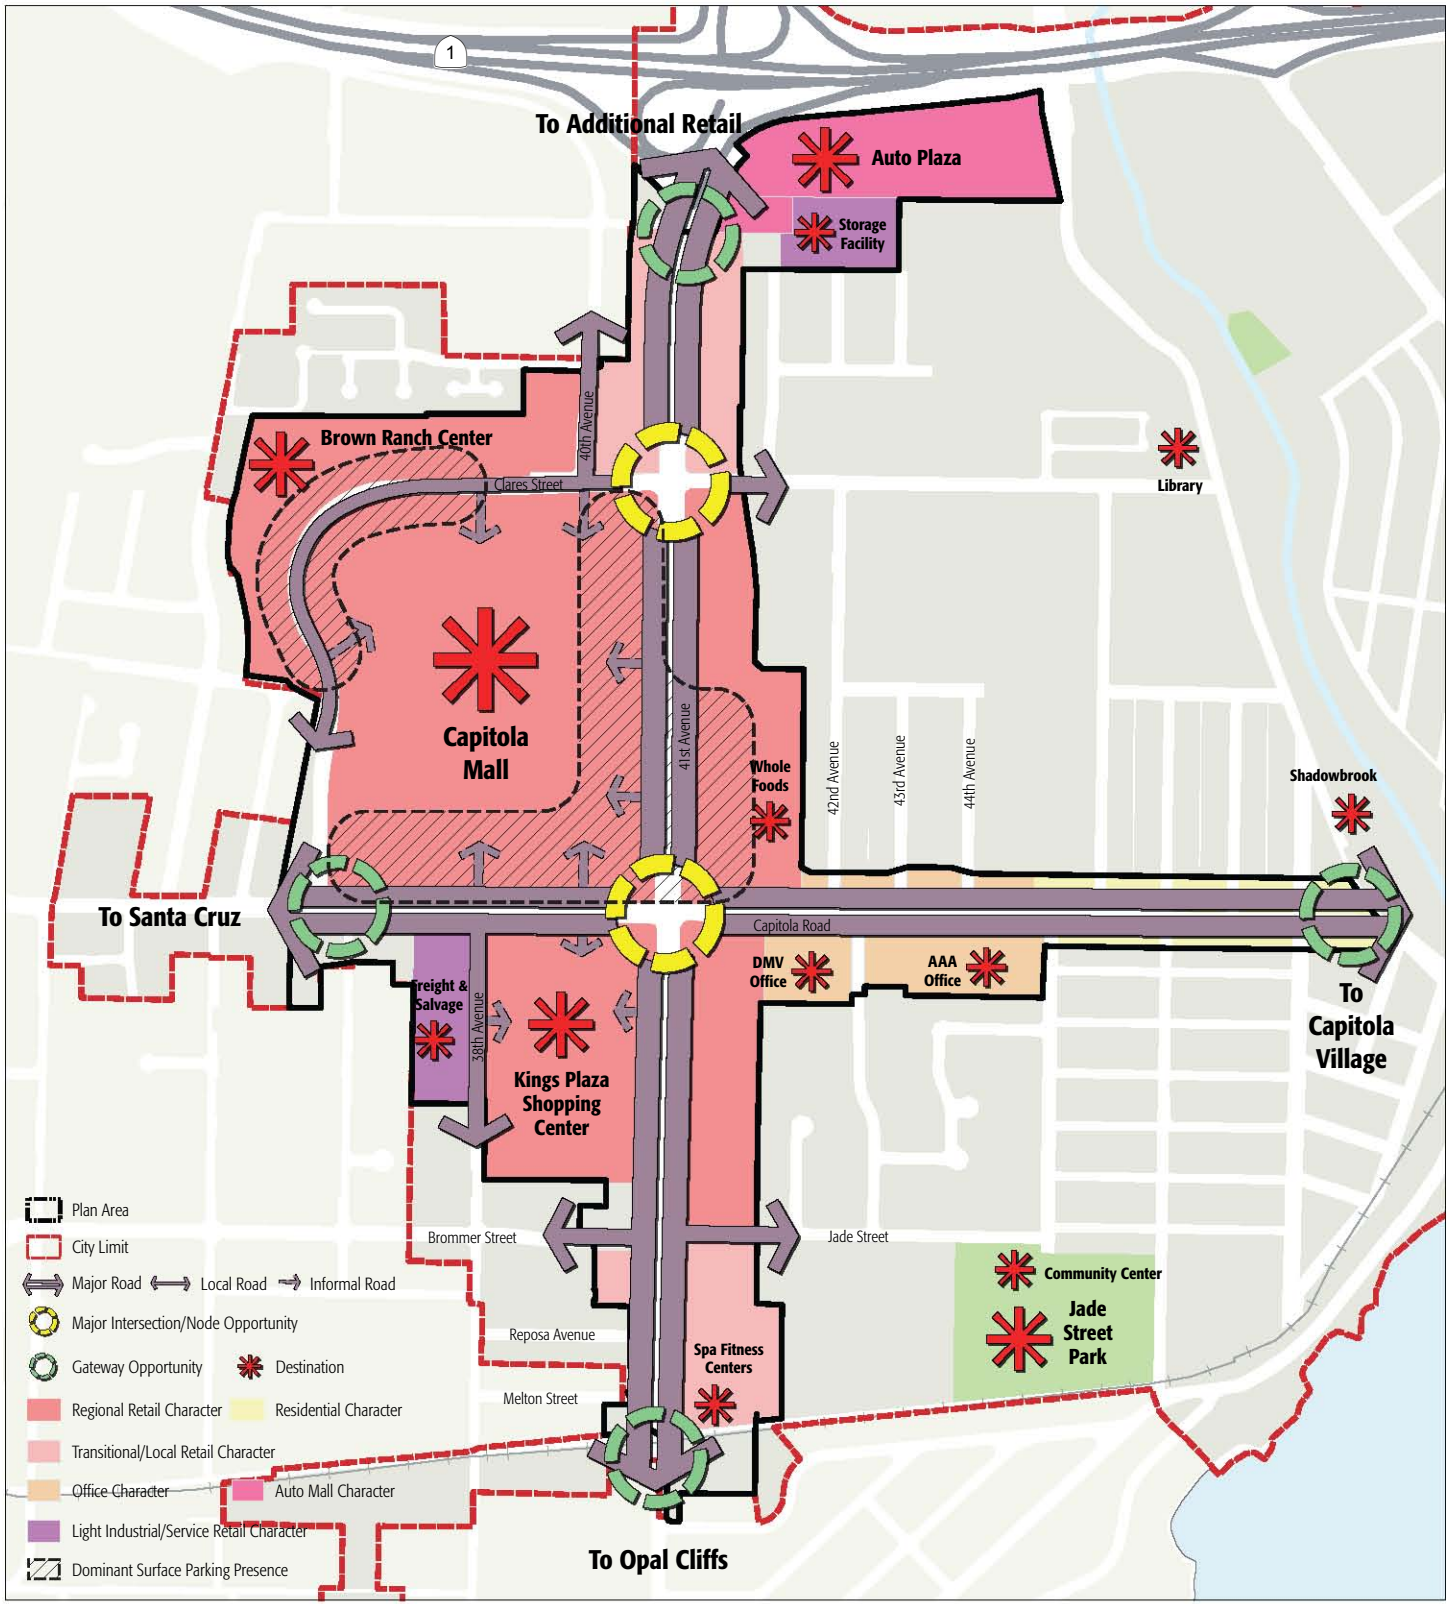 1
To Additional Retail
Auto Plaza
Storage
Facility
40th Avenue
Brown Ranch Center
Clares Street
Library
Capitola
Mall
41st Avenue
Whole
Foods
42nd Avenue
43rd Avenue
44th Avenue
Shadowbrook
To Santa Cruz
Capitola Road
DMV
Office
AAA
Office
To
Capitola
Village
Freight &
Salvage
38th Avenue
Kings Plaza
Shopping
Center
Brommer Street
Jade Street
Community Center
Jade
Street
Park
Reposa Avenue
Spa Fitness
Centers
Melton Street
To Opal Cliffs
Plan Area
City Limit
Major Road
Local Road
Informal Road
Major Intersection/Node Opportunity
Gateway Opportunity
Destination
Regional Retail Character
Residential Character
Transitional/Local Retail Character
Office Character
Auto Mall Character
Light Industrial/Service Retail Character
Dominant Surface Parking Presence